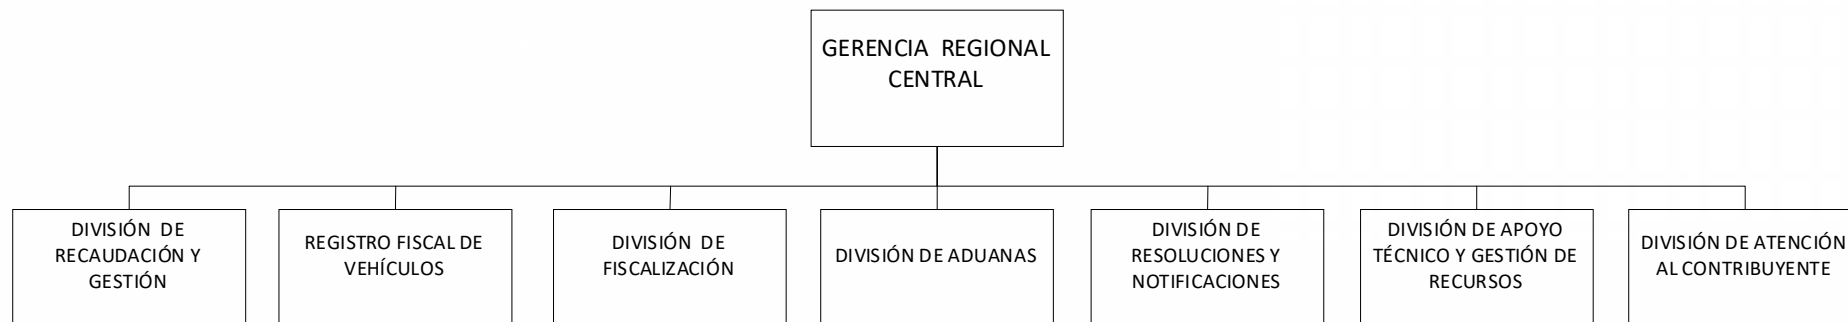 GERENCIA REGIONAL
CENTRAL
DIVISIÓN DE
RECAUDACIÓN Y
GESTIÓN
REGISTRO FISCAL DE
VEHÍCULOS
DIVISIÓN DE
FISCALIZACIÓN
DIVISIÓN DE ADUANAS
DIVISIÓN DE
RESOLUCIONES Y
NOTIFICACIONES
DIVISIÓN DE APOYO
TÉCNICO Y GESTIÓN DE
RECURSOS
DIVISIÓN DE ATENCIÓN
AL CONTRIBUYENTE